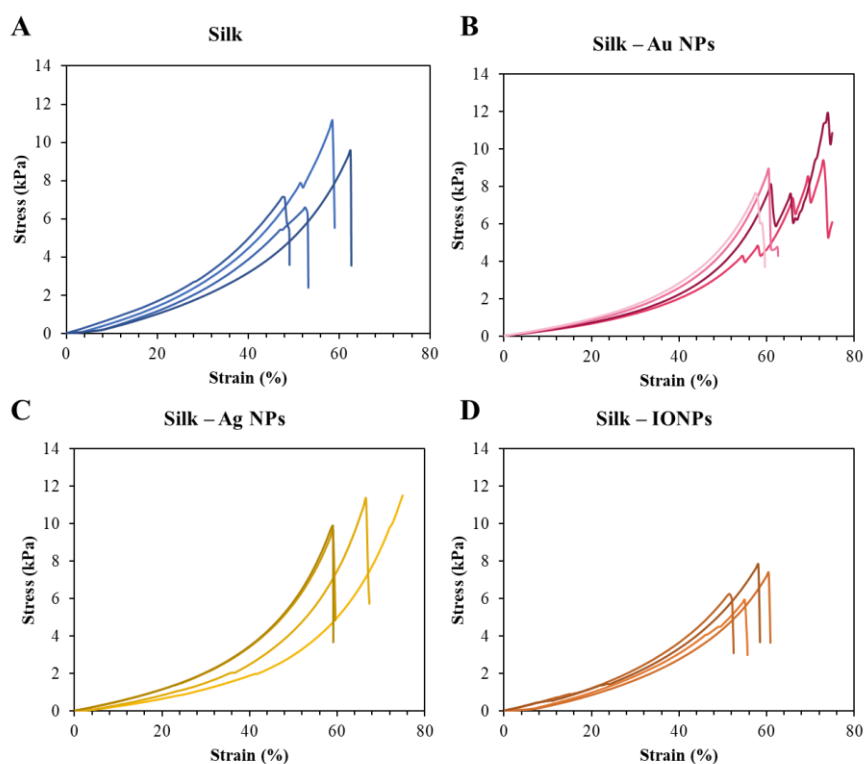 A
Silk
14
12
10
8
6
4
2
0
Stress (kPa)
0 20 40 60 80
Strain (%)
B
Silk – Au NPs
14
12
10
8
6
4
2
0
Stress (kPa)
0 20 40 60 80
Strain (%)
C
Silk – Ag NPs
14
12
10
8
6
4
2
0
Stress (kPa)
0 20 40 60 80
Strain (%)
D
Silk – IONPs
14
12
10
8
6
4
2
0
Stress (kPa)
0 20 40 60 80
Strain (%)